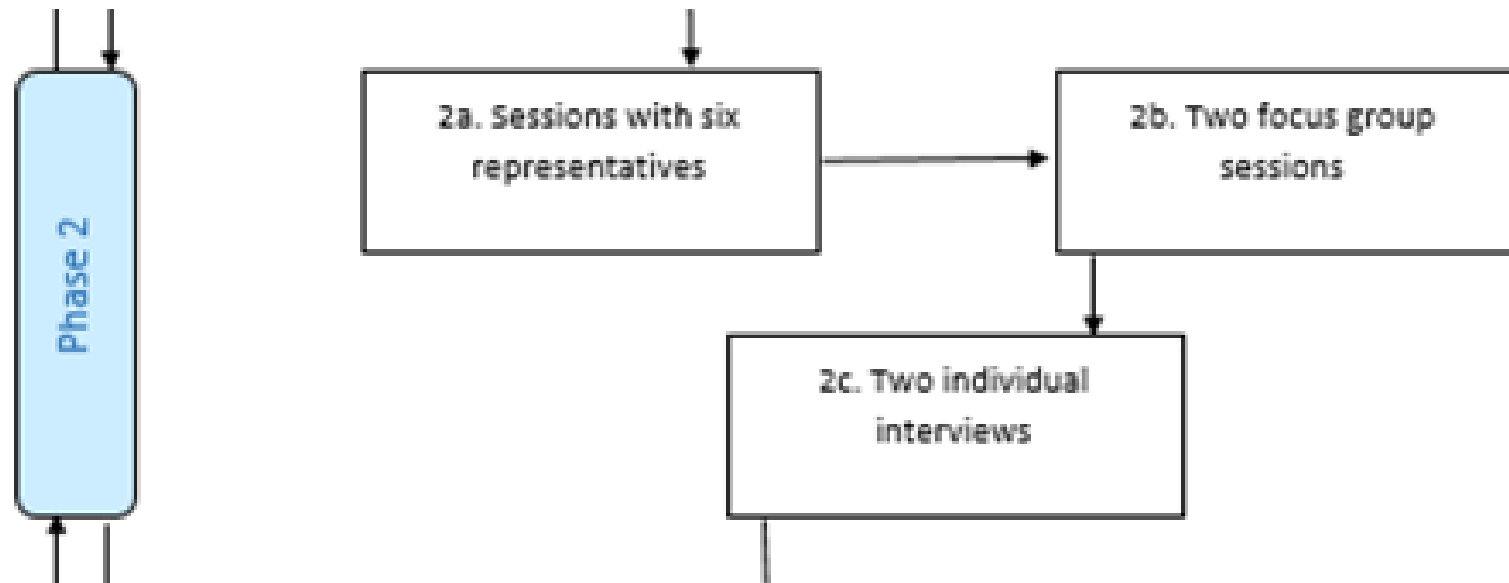 Phase 2
2a. Sessions with six
representatives
2b. Two focus group
sessions
2c. Two individual
interviews